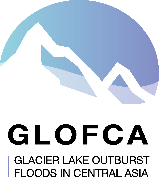 GLOFCA
GLACIER LAKE OUTBURST
FLOODS IN CENTRAL ASIA